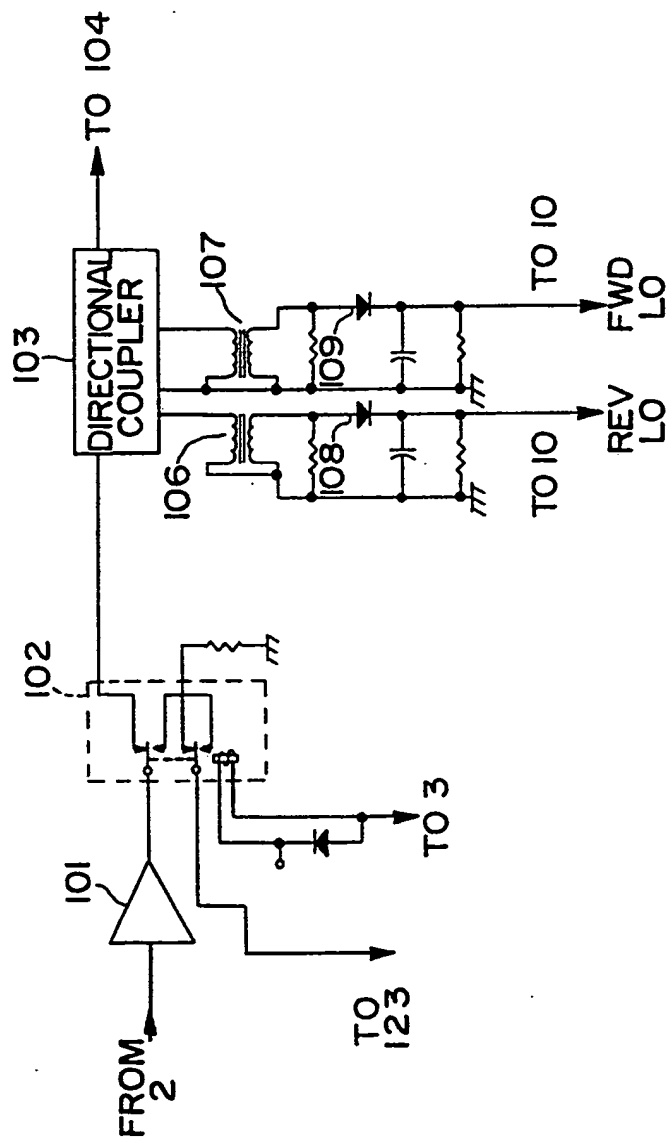 FROM
2
101
102
TO
123
TO 3
103
DIRECTIONAL
COUPLER
TO 104
106
107
108
109
TO 10
REV
LO
TO 10
FWD
LO